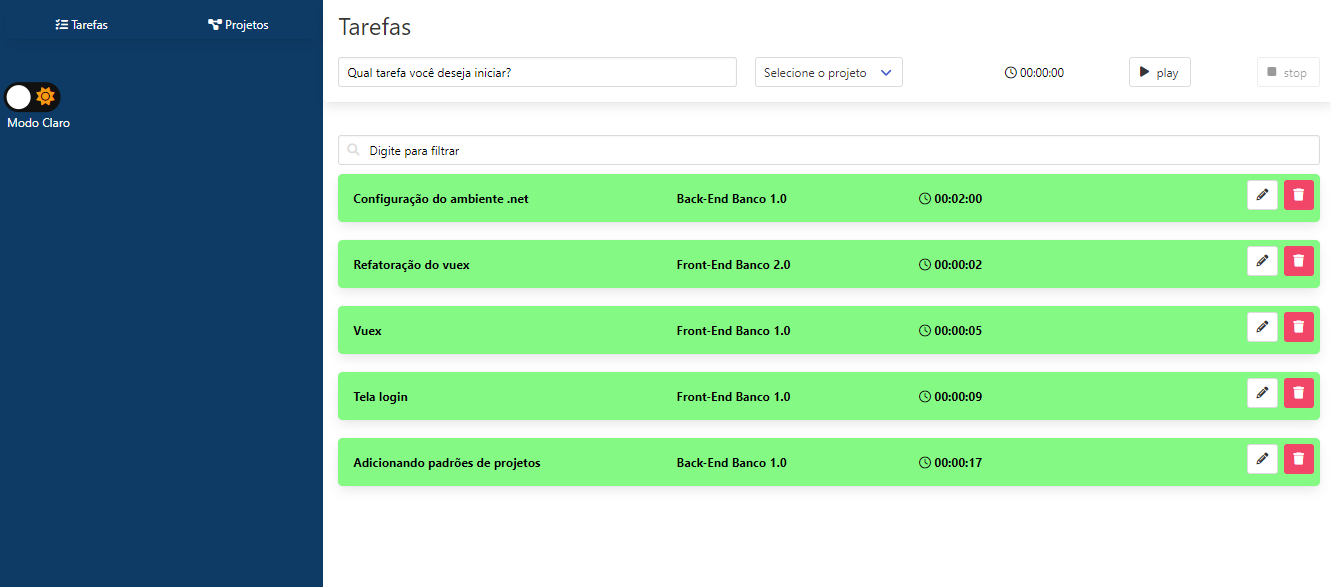 Tarefas
Projetos
Modo Claro
Tarefas
Qual tarefa você deseja iniciar?
Selecione o projeto
00:00:00
play
stop
Digite para filtrar
Configuração do ambiente .net Back-End Banco 1.0 00:02:00
Refatoração do vuex Front-End Banco 2.0 00:00:02
Vuex Front-End Banco 1.0 00:00:05
Tela login Front-End Banco 1.0 00:00:09
Adicionando padrões de projetos Back-End Banco 1.0 00:00:17